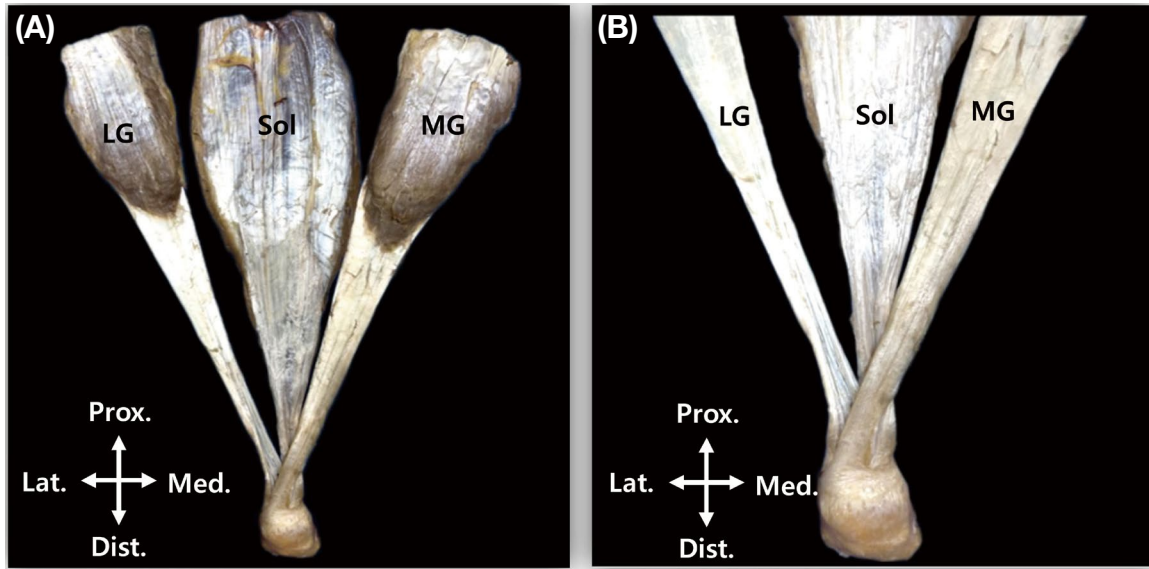 (A)
LG
Sol
MG
Prox.
Lat.
Med.
Dist.
(B)
LG
Sol
MG
Prox.
Lat.
Med.
Dist.